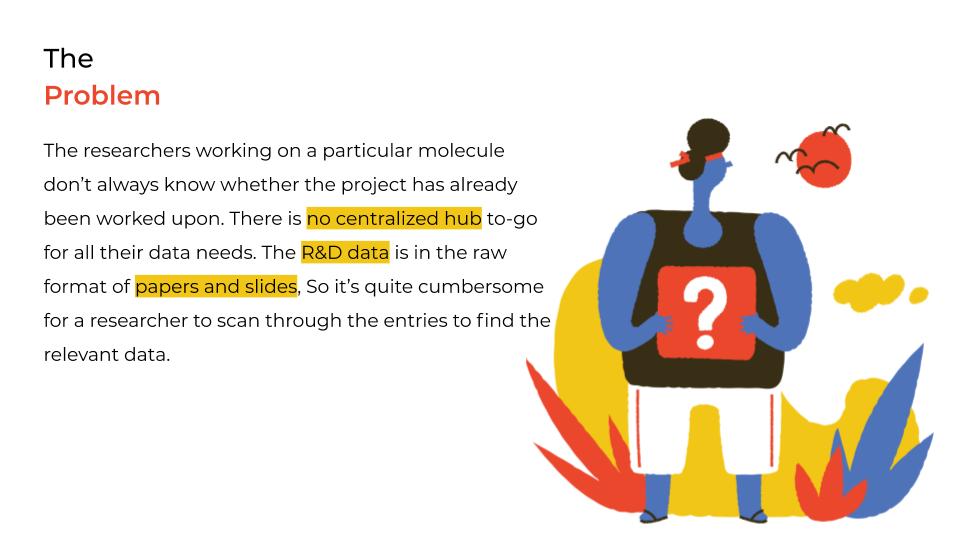 The
Problem
The researchers working on a particular molecule
don’t always know whether the project has already
been worked upon. There is no centralized hub to-go
for all their data needs. The R&D data is in the raw
format of papers and slides, So it’s quite cumbersome
for a researcher to scan through the entries to find the
relevant data.
?